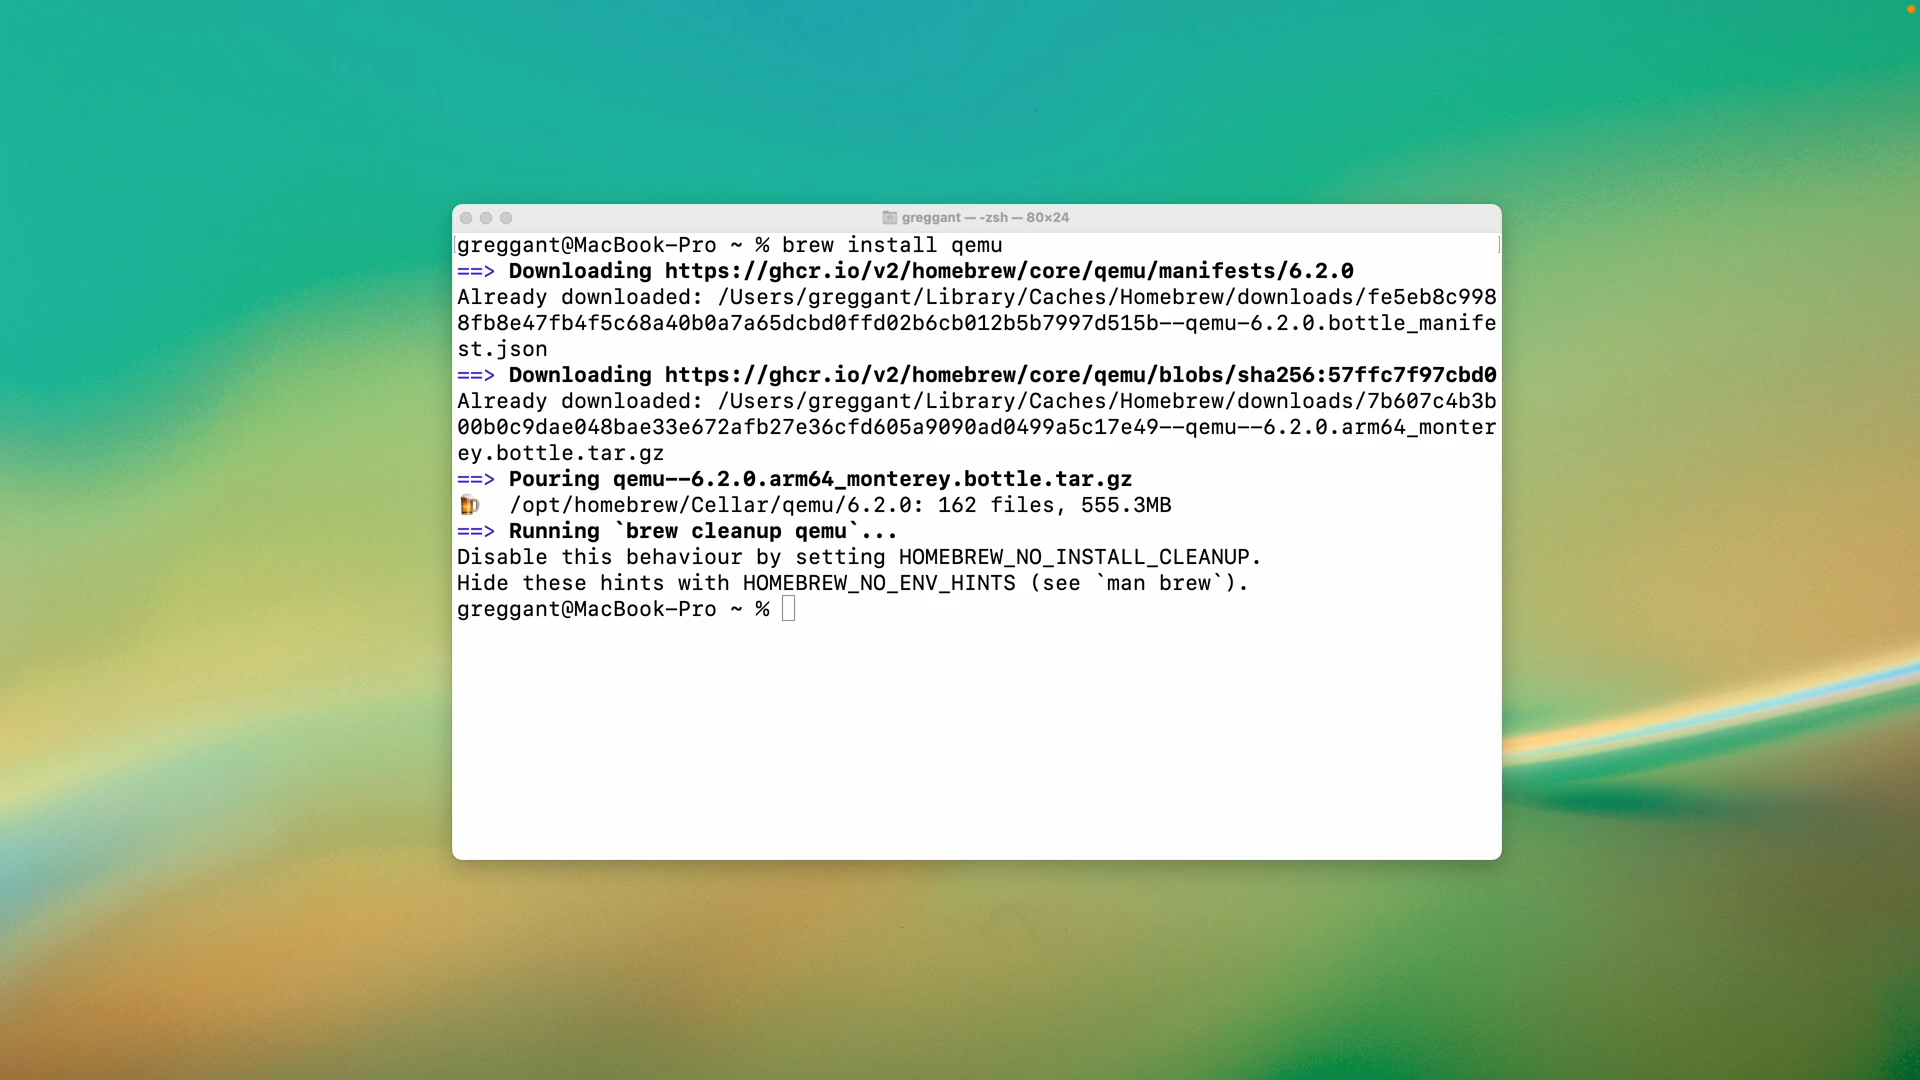 greggant — -zsh — 80×24
greggant@MacBook-Pro ~ % brew install qemu
==> Downloading https://ghcr.io/v2/homebrew/core/qemu/manifests/6.2.0
Already downloaded: /Users/greggant/Library/Caches/Homebrew/downloads/fe5eb8c998
8fb8e47fb4f5c68a40b0a7a65dcbd0ffd02b6cb012b5b7997d515b--qemu-6.2.0.bottle_manife
st.json
==> Downloading https://ghcr.io/v2/homebrew/core/qemu/blobs/sha256:57ffc7f97cbd0
Already downloaded: /Users/greggant/Library/Caches/Homebrew/downloads/7b607c4b3b
00b0c9dae048bae33e672afb27e36cfd605a9090ad0499a5c17e49--qemu--6.2.0.arm64_monter
ey.bottle.tar.gz
==> Pouring qemu--6.2.0.arm64_monterey.bottle.tar.gz
🍺  /opt/homebrew/Cellar/qemu/6.2.0: 162 files, 555.3MB
==> Running `brew cleanup qemu`...
Disable this behaviour by setting HOMEBREW_NO_INSTALL_CLEANUP.
Hide these hints with HOMEBREW_NO_ENV_HINTS (see `man brew`).
greggant@MacBook-Pro ~ %